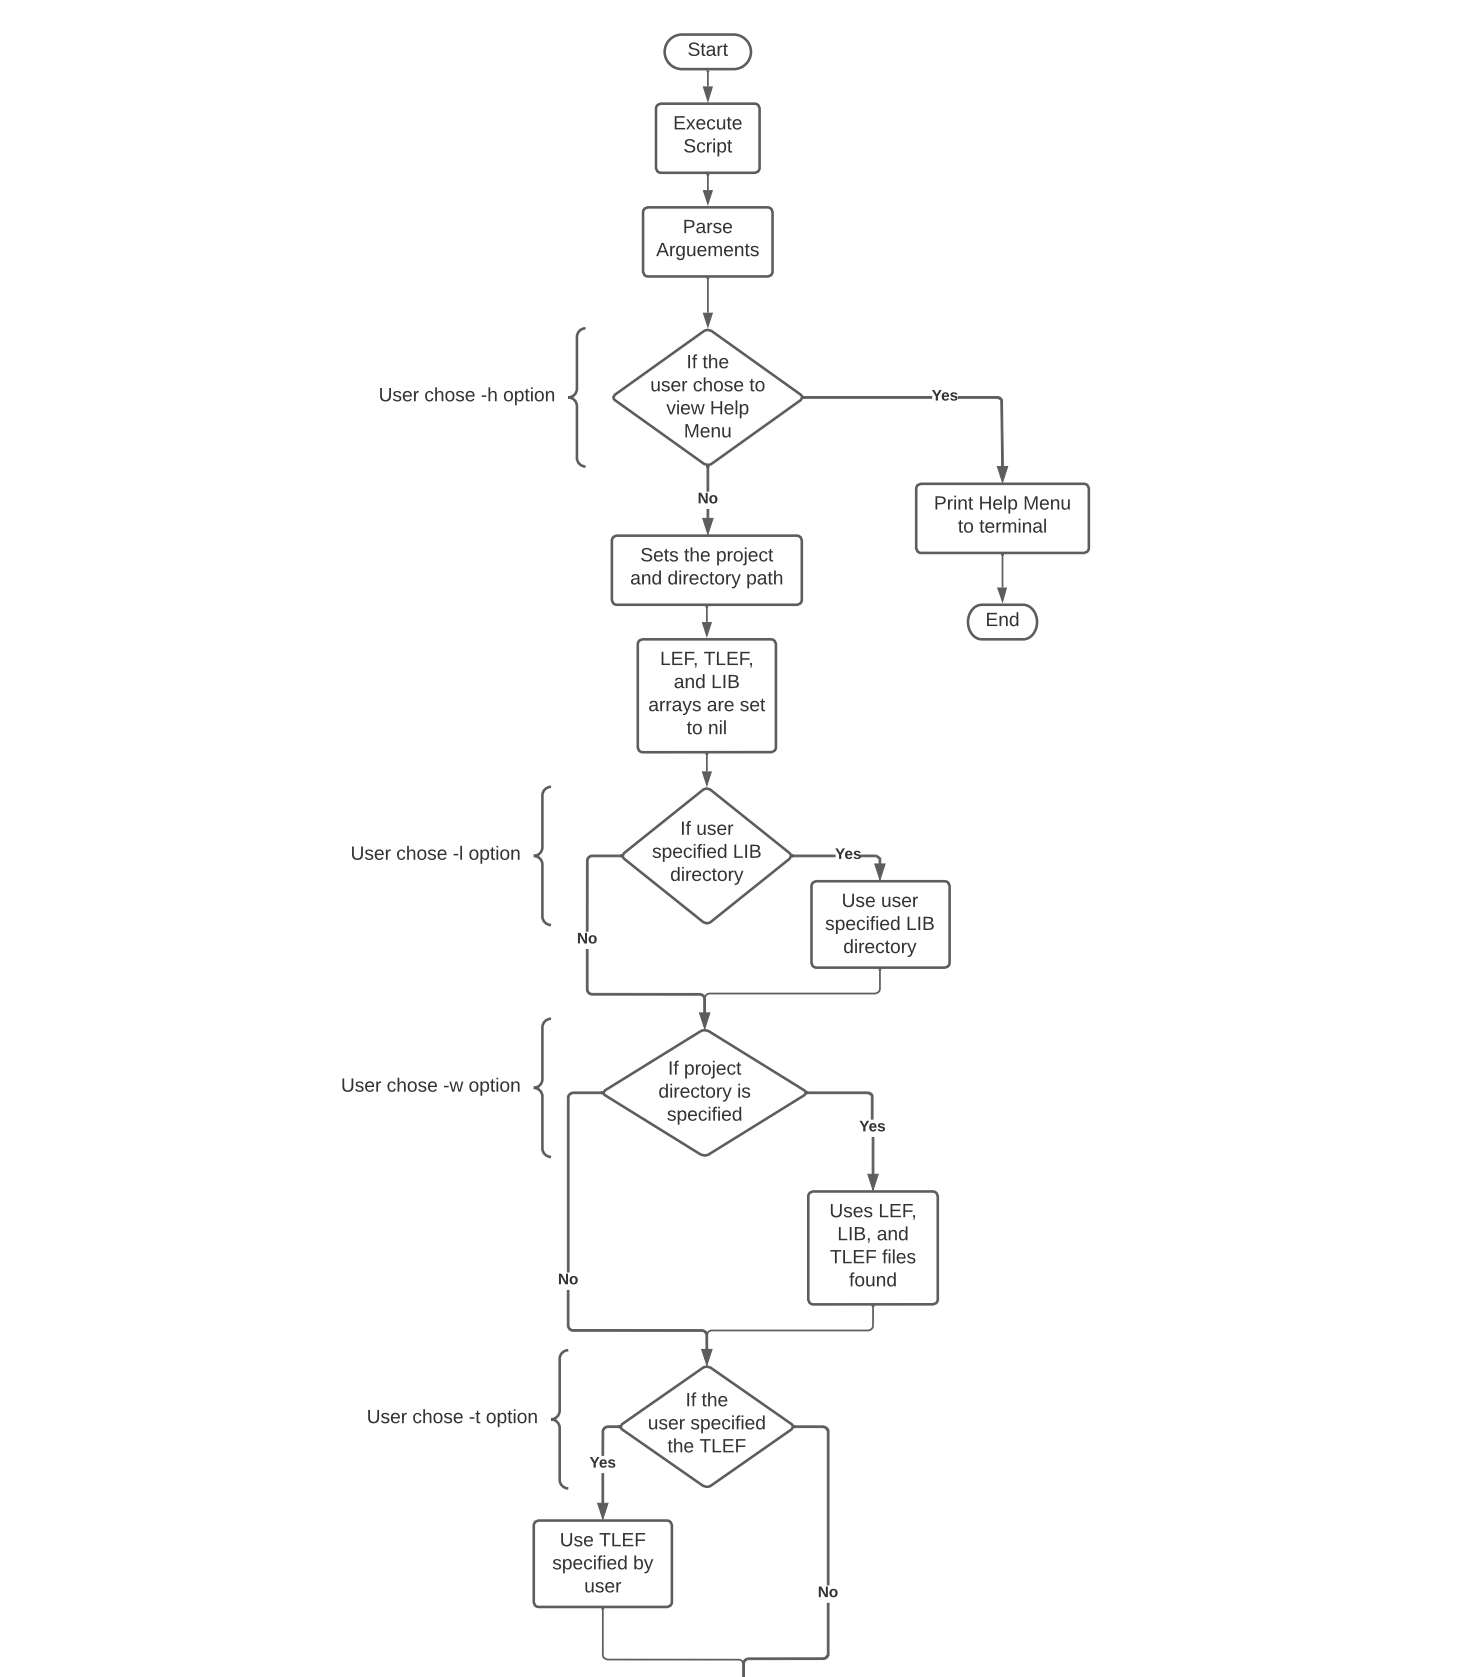 Start
Execute
Script
Parse
Arguements
User chose -h option
If the
user chose to
view Help
Menu
Yes
No
Print Help Menu
to terminal
End
Sets the project
and directory path
LEF, TLEF,
and LIB
arrays are set
to nil
User chose -l option
If user
specified LIB
directory
Yes
Use user
specified LIB
directory
No
User chose -w option
If project
directory is
specified
Yes
Uses LEF,
LIB, and
TLEF files
found
No
User chose -t option
If the
user specified
the TLEF
Yes
Use TLEF
specified by
user
No